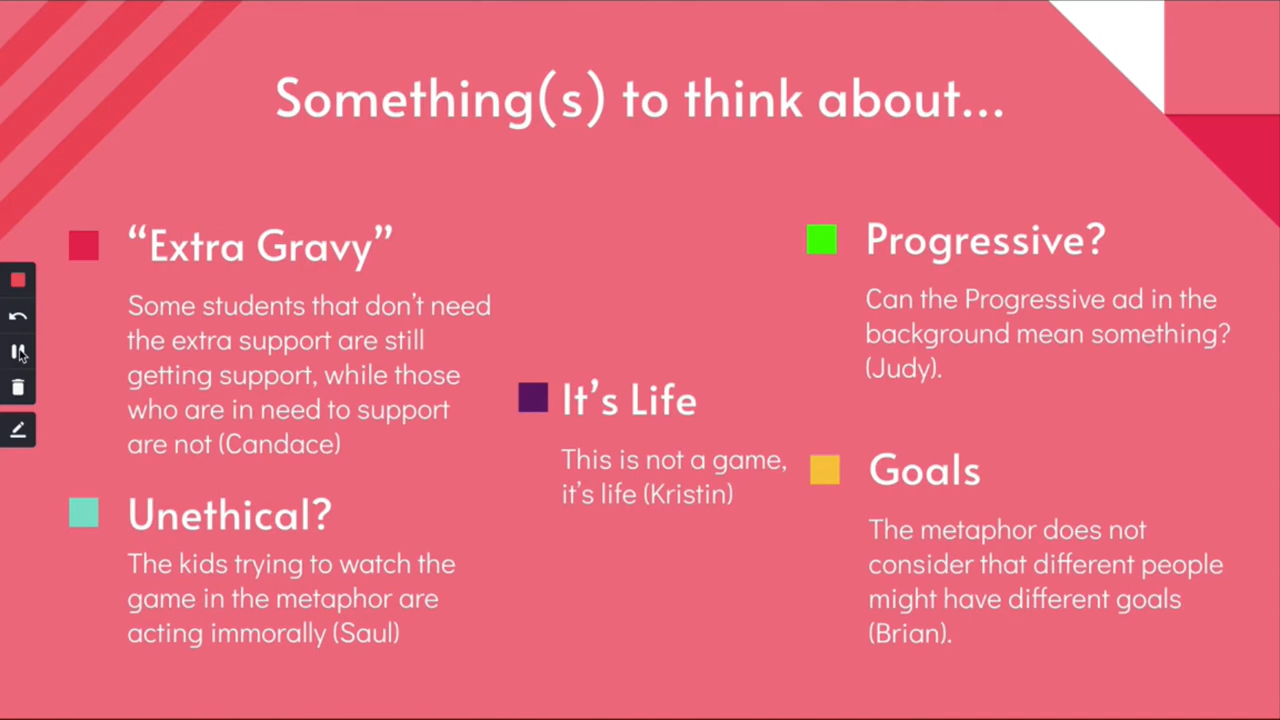 Something(s) to think about...
“Extra Gravy”
Some students that don’t need
the extra support are still
getting support, while those
who are in need to support
are not (Candace)
Unethical?
The kids trying to watch the
game in the metaphor are
acting immorally (Saul)
It’s Life
This is not a game,
it’s life (Kristin)
Progressive?
Can the Progressive ad in the
background mean something?
(Judy).
Goals
The metaphor does not
consider that different people
might have different goals
(Brian).